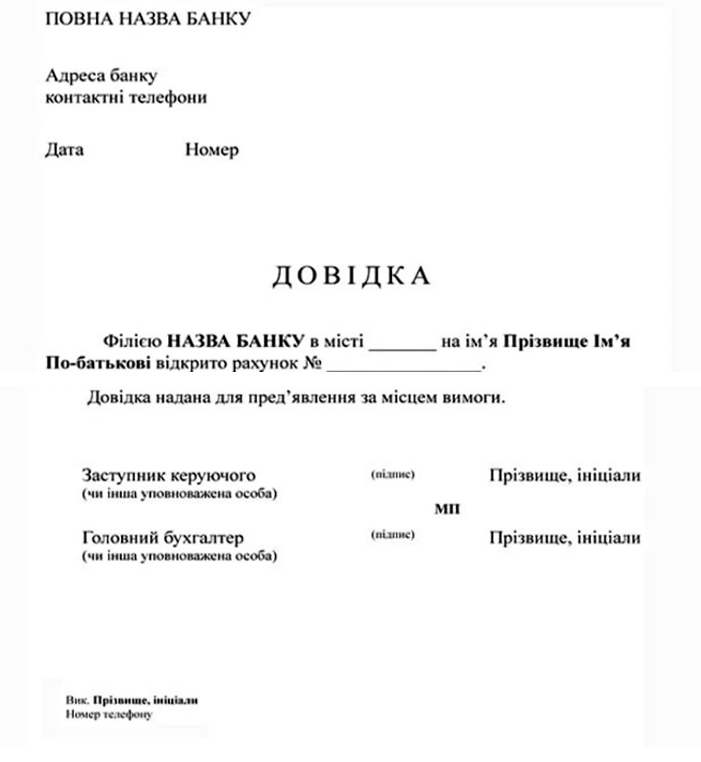 ПОВНА НАЗВА БАНКУ
Адреса банку
контактні телефони
Дата Номер
ДОВІДКА
Філією НАЗВА БАНКУ в місті _______ на ім’я Прізвище Ім’я
По-батькові відкрито рахунок № ________________.
Довідка надана для пред’явлення за місцем вимоги.
Заступник керуючого (підпис) Прізвище, ініціали
(чи інша уповноважена особа)
МП
Головний бухгалтер (підпис) Прізвище, ініціали
(чи інша уповноважена особа)
Вик. Прізвище, ініціали
Номер телефону